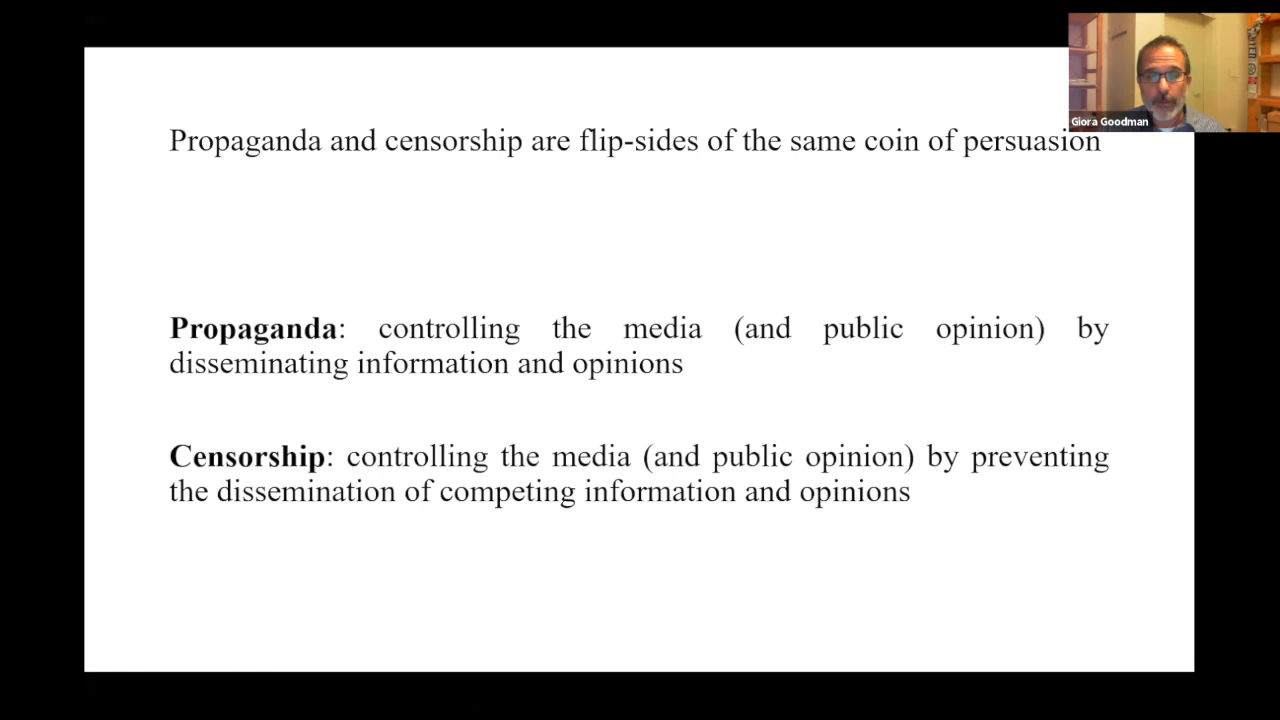 Giora Goodman
Propaganda and censorship are flip-sides of the same coin of persuasion
Propaganda: controlling the media (and public opinion) by
disseminating information and opinions
Censorship: controlling the media (and public opinion) by preventing
the dissemination of competing information and opinions